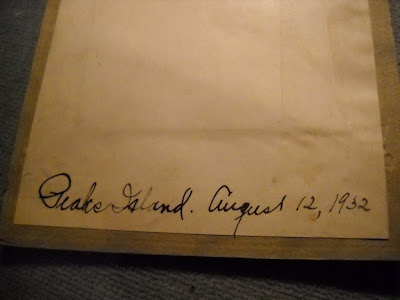 Peaks Island. August 12, 1932